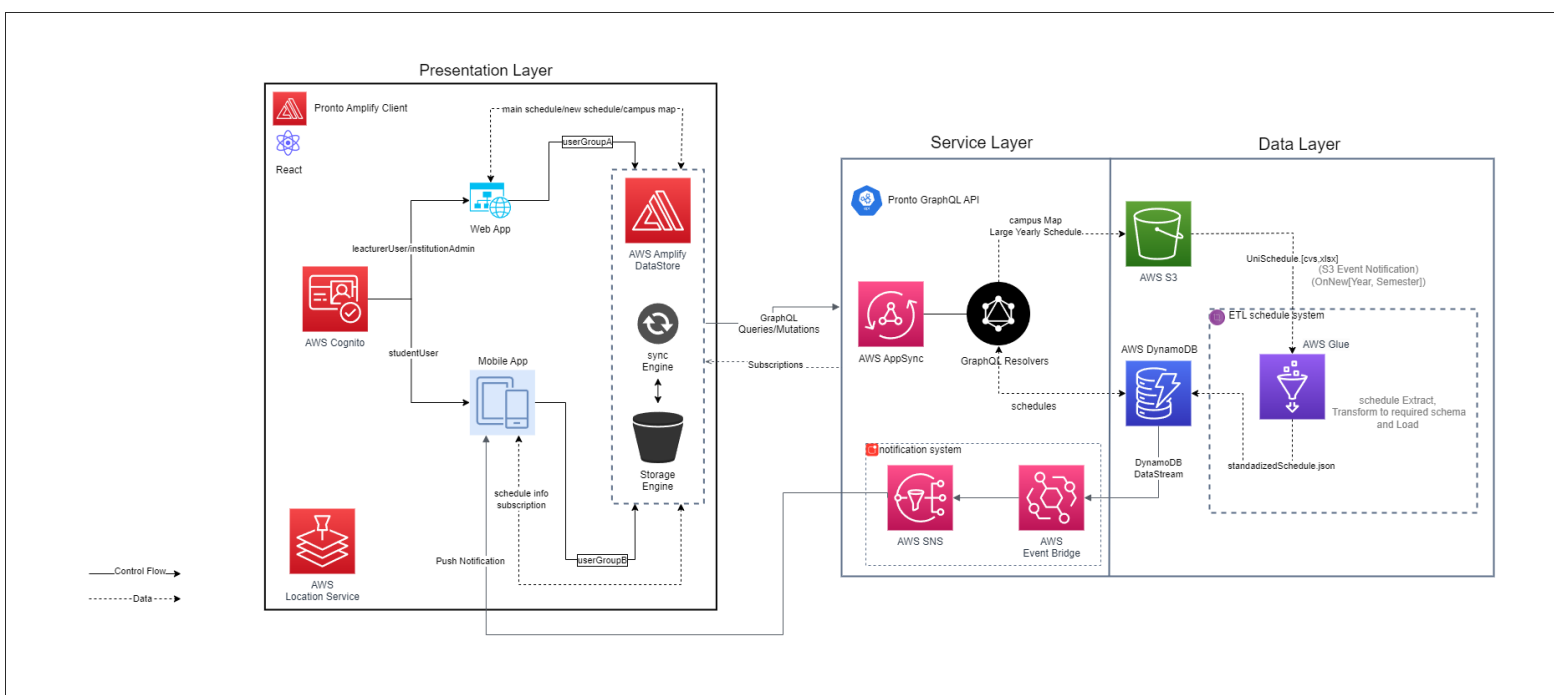 Presentation Layer
Pronto Amplify Client
React
main schedule/new schedule/campus map
userGroupA
Web App
leacturerUser/institutionAdmin
AWS Cognito
studentUser
Mobile App
AWS Amplify
DataStore
sync
Engine
Storage
Engine
schedule info
subscription
userGroupB
Push Notification
AWS
Location Service
Control Flow
Data
GraphQL
Queries/Mutations
Subscriptions
Service Layer
Pronto GraphQL API
api
campus Map
Large Yearly Schedule
AWS AppSync
GraphQL Resolvers
schedules
notification system
AWS SNS
AWS
Event Bridge
Data Layer
AWS S3
UniSchedule.[cvs,xlsx]
(S3 Event Notification)
(OnNew[Year, Semester])
ETL schedule system
AWS Glue
AWS DynamoDB
schedule Extract,
Transform to required schema
and Load
standadizedSchedule.json
DynamoDB
DataStream